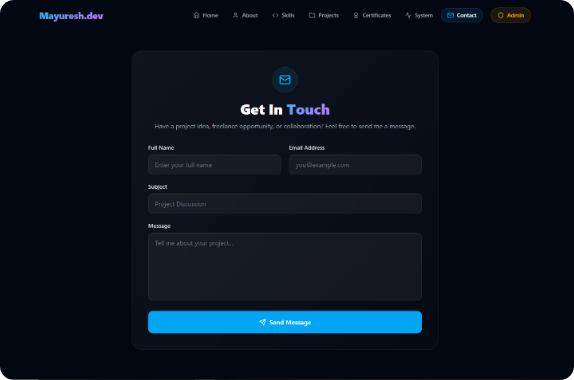 Mayuresh.dev
Home About Skills Projects Certificates System Contact Admin
Get In Touch
Have a project idea, freelance opportunity, or collaboration? Feel free to send me a message.
Full Name Email Address
Enter your full name you@example.com
Subject
Project Discussion
Message
Tell me about your project...
Send Message